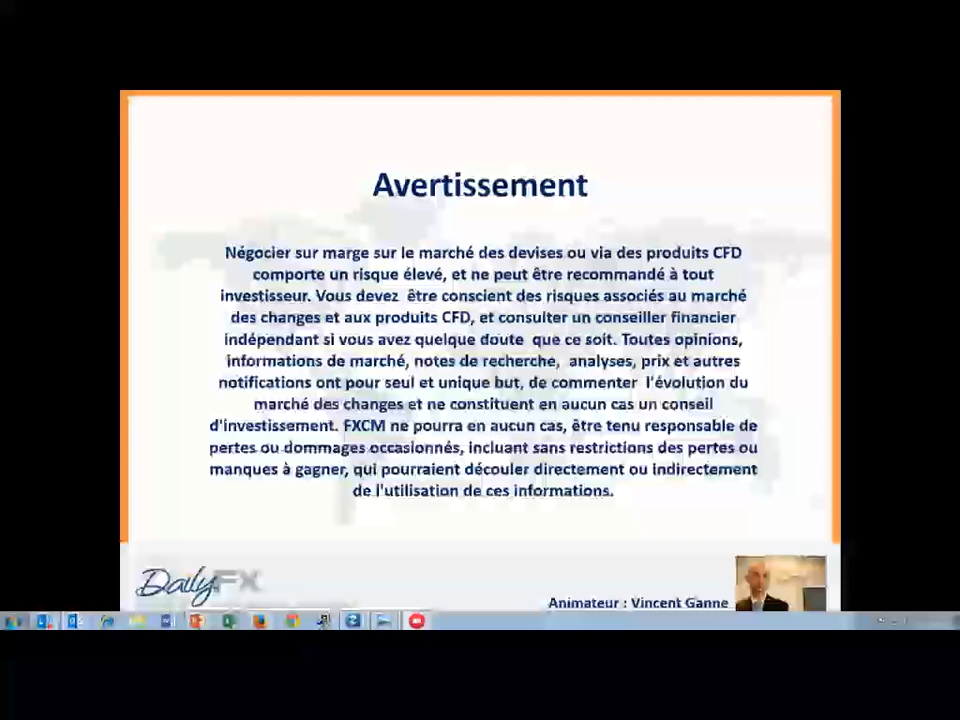 Avertissement
Négocier sur marge sur le marché des devises ou via des produits CFD
comporte un risque élevé, et ne peut être recommandé à tout
investisseur. Vous devez être conscient des risques associés au marché
des changes et aux produits CFD, et consulter un conseiller financier
indépendant si vous avez quelque doute que ce soit. Toutes opinions,
informations de marché, notes de recherche, analyses, prix et autres
notifications ont pour seul et unique but, de commenter l'évolution du
marché des changes et ne constituent en aucun cas un conseil
d'investissement. FXCM ne pourra en aucun cas, être tenu responsable de
pertes ou dommages occasionnés, incluant sans restrictions des pertes ou
manques à gagner, qui pourraient découler directement ou indirectement
de l'utilisation de ces informations.
DailyFX
Animateur : Vincent Ganne